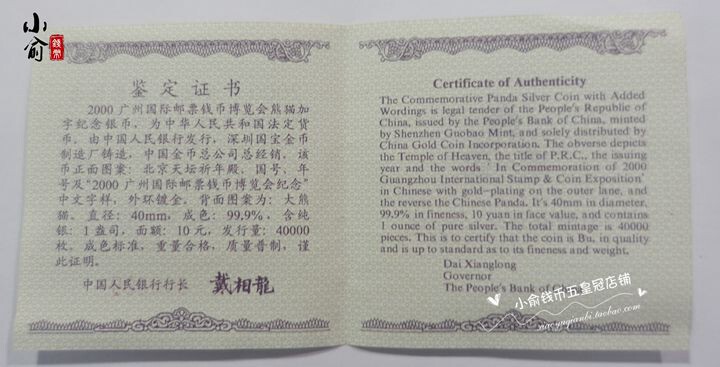 小俞
钱币
鉴定证书
2000 广州国际邮票钱币博览会熊猫加
字纪念银币，为中华人民共和国法定货
币。由中国人民银行发行，深圳国宝金币
制造厂铸造，中国金币总公司总经销。该
币正面图案：北京天坛祈年殿、国号、年
号及“2000 广州国际邮票钱币博览会纪念”
中文字样，外环镀金。背面图案为：大熊
猫。直径：40mm，成色：99.9%，含纯
银：1 盎司，面额：10 元，发行量：40000
枚。成色标准，重量合格，质量普制，谨
此证明。
中国人民银行行长 戴相龍
Certificate of Authenticity
The Commemorative Panda Silver Coin with Added
Wordings is legal tender of the People's Republic of
China, issued by the People's Bank of China, minted
by Shenzhen Guobao Mint, and solely distributed by
China Gold Coin Incorporation. The obverse depicts
the Temple of Heaven, the title of P.R.C., the issuing
year and the words ‘ In Commemoration of 2000
Guangzhou International Stamp & Coin Exposition’
in Chinese with gold-plating on the outer lane, and
the reverse the Chinese Panda. It's 40mm in diameter,
99.9% in fineness, 10 yuan in face value, and contains
1 ounce of pure silver. The total mintage is 40000
pieces. This is to certify that the coin is Bu, in quality
and is up to standard as to its fineness and weight.
Dai Xianglong
Governor
The People's Bank of
小俞钱币五皇冠店铺
xiaoyuqianbi.taobao.com